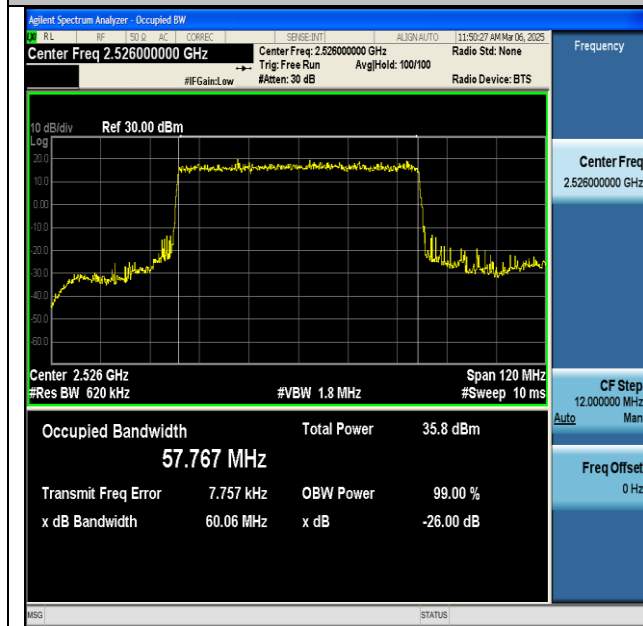 Agilent Spectrum Analyzer - Occupied BW
LXI RL RF 50 Ω AC CORREC SENSE:INT ALIGN AUTO 11:50:27 AM Mar 06, 2025
Center Freq 2.526000000 GHz
Center Freq: 2.526000000 GHz
Radio Std: None
Trig: Free Run
Avg|Hold: 100/100
#IFGain:Low
#Atten: 30 dB
Radio Device: BTS
10 dB/div
Ref 30.00 dBm
Log
20.0
10.0
0.00
-10.0
-20.0
-30.0
-40.0
-50.0
-60.0
Center 2.526 GHz
Span 120 MHz
#Res BW 620 kHz
#VBW 1.8 MHz
#Sweep 10 ms
Occupied Bandwidth
Total Power 35.8 dBm
57.767 MHz
Transmit Freq Error 7.757 kHz
OBW Power 99.00 %
x dB Bandwidth 60.06 MHz
x dB -26.00 dB
MSG
STATUS
Frequency
Center Freq
2.526000000 GHz
CF Step
12.000000 MHz
Auto Man
Freq Offset
0 Hz